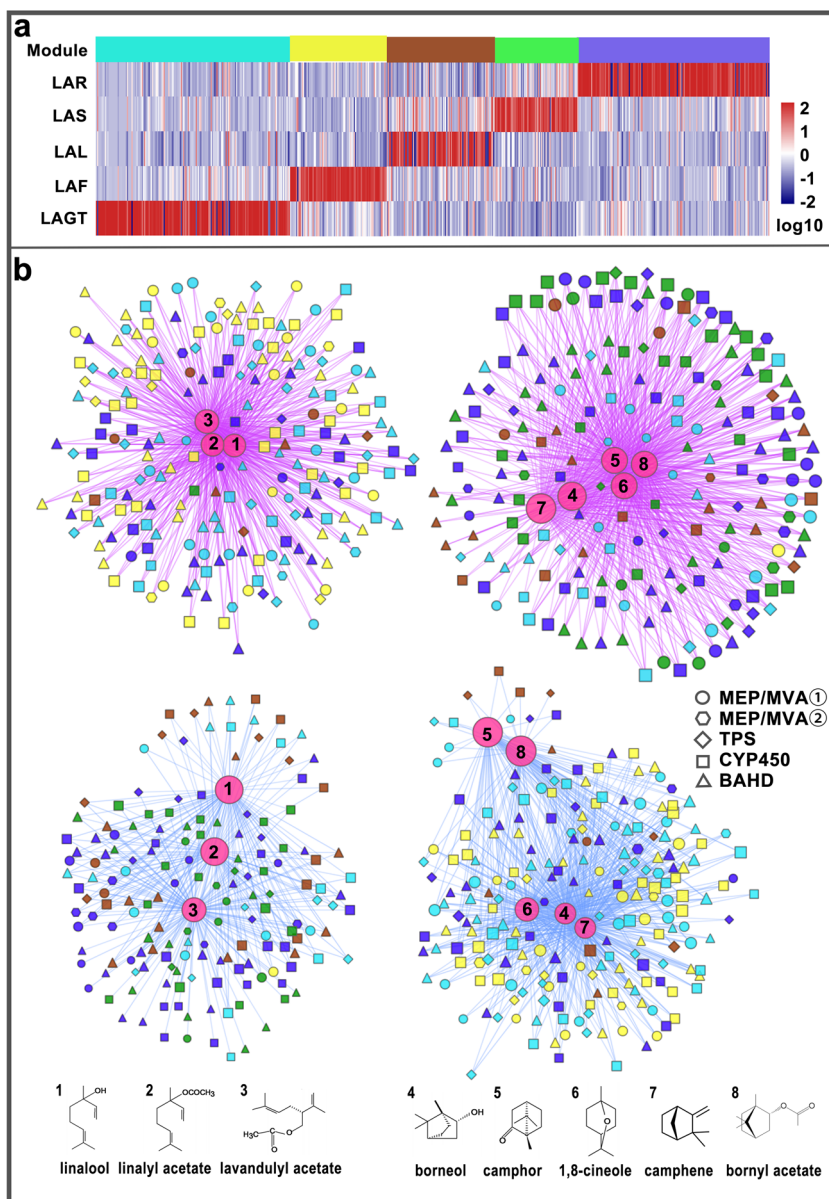 a
Module
LAR
LAS
LAL
LAF
LAGT
2
1
0
-1
-2
log10
b
3
2
1
5
8
6
4
7
1
2
3
5
8
6
4
7
MEP/MVA①
MEP/MVA②
TPS
CYP450
BAHD
1
OH
linalool
2
OCOCH₃
linalyl acetate
3
H₃C
C
O
O
lavandulyl acetate
4
OH
borneol
5
O
camphor
6
O
1,8-cineole
7
camphene
8
O
O
bornyl acetate